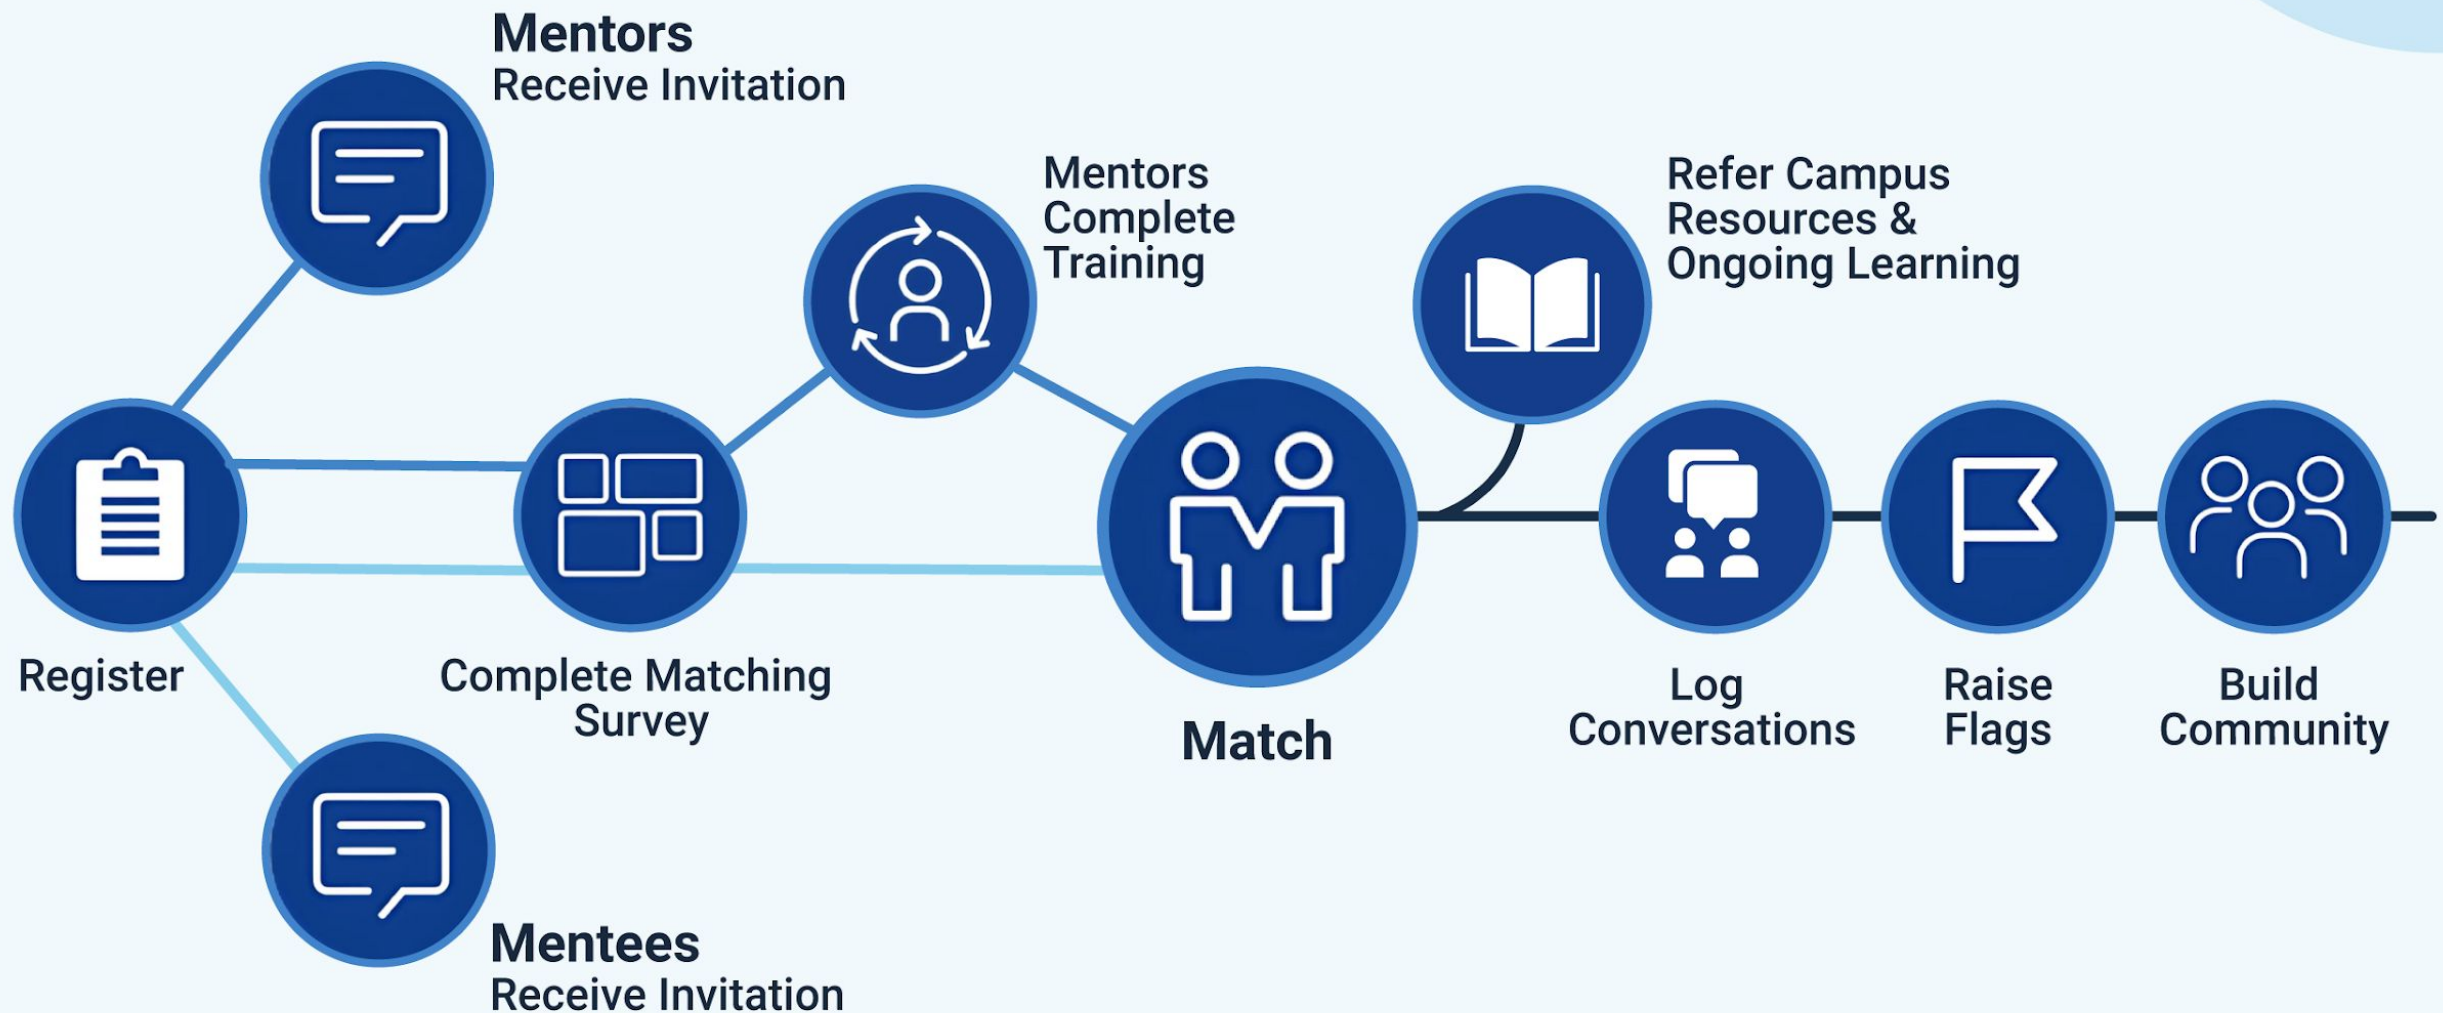 Mentors
Receive Invitation
Mentors
Complete
Training
Refer Campus
Resources &
Ongoing Learning
Register
Complete Matching
Survey
Match
Log
Conversations
Raise
Flags
Build
Community
Mentees
Receive Invitation